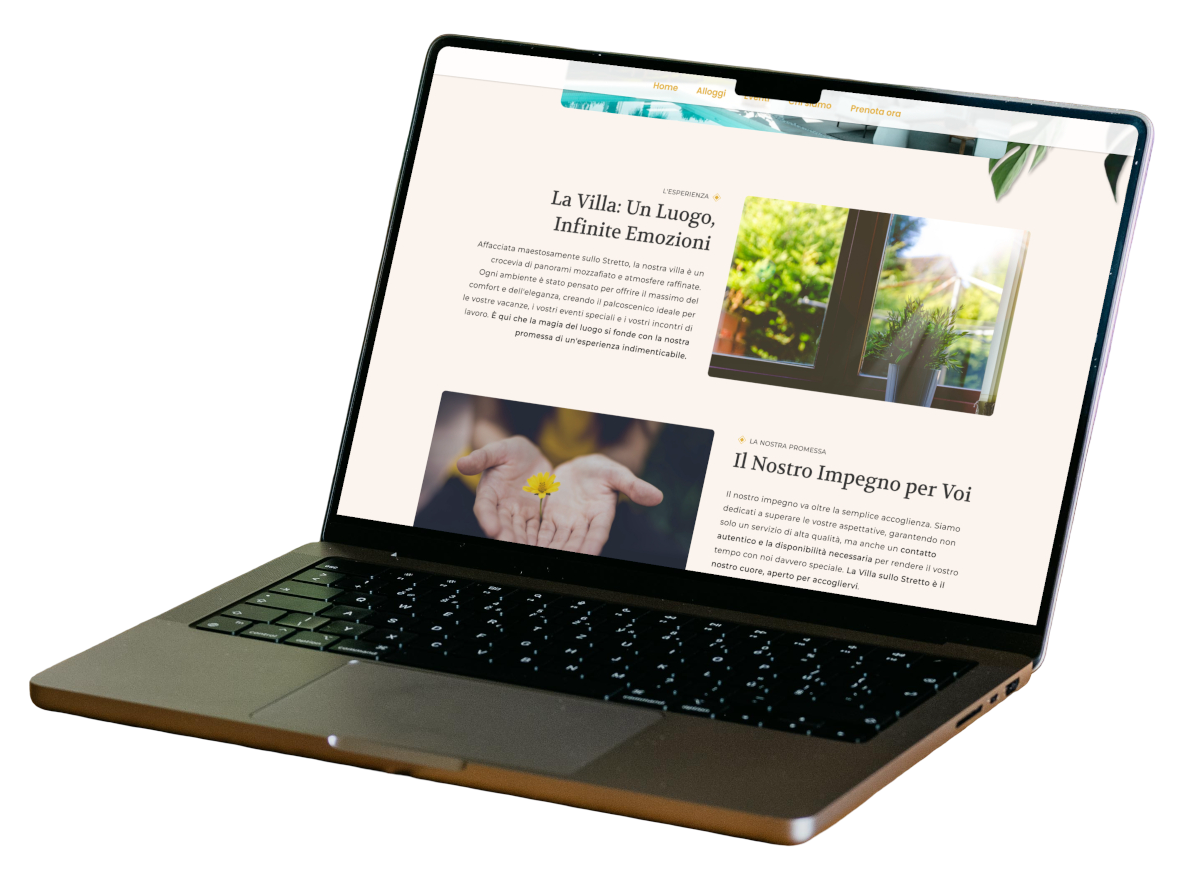 Home Alloggi Eventi Chi siamo Prenota ora
L'ESPERIENZA
La Villa: Un Luogo,
Infinite Emozioni
Affacciata maestosamente sullo Stretto, la nostra villa è un
crocevia di panorami mozzafiato e atmosfere raffinate.
Ogni ambiente è stato pensato per offrire il massimo del
comfort e dell'eleganza, creando il palcoscenico ideale per
le vostre vacanze, i vostri eventi speciali e i vostri incontri di
lavoro. È qui che la magia del luogo si fonde con la nostra
promessa di un'esperienza indimenticabile.
LA NOSTRA PROMESSA
Il Nostro Impegno per Voi
Il nostro impegno va oltre la semplice accoglienza. Siamo
dedicati a superare le vostre aspettative, garantendo non
solo un servizio di alta qualità, ma anche un contatto
autentico e la disponibilità necessaria per rendere il vostro
tempo con noi davvero speciale. La Villa sullo Stretto è il
nostro cuore, aperto per accogliervi.